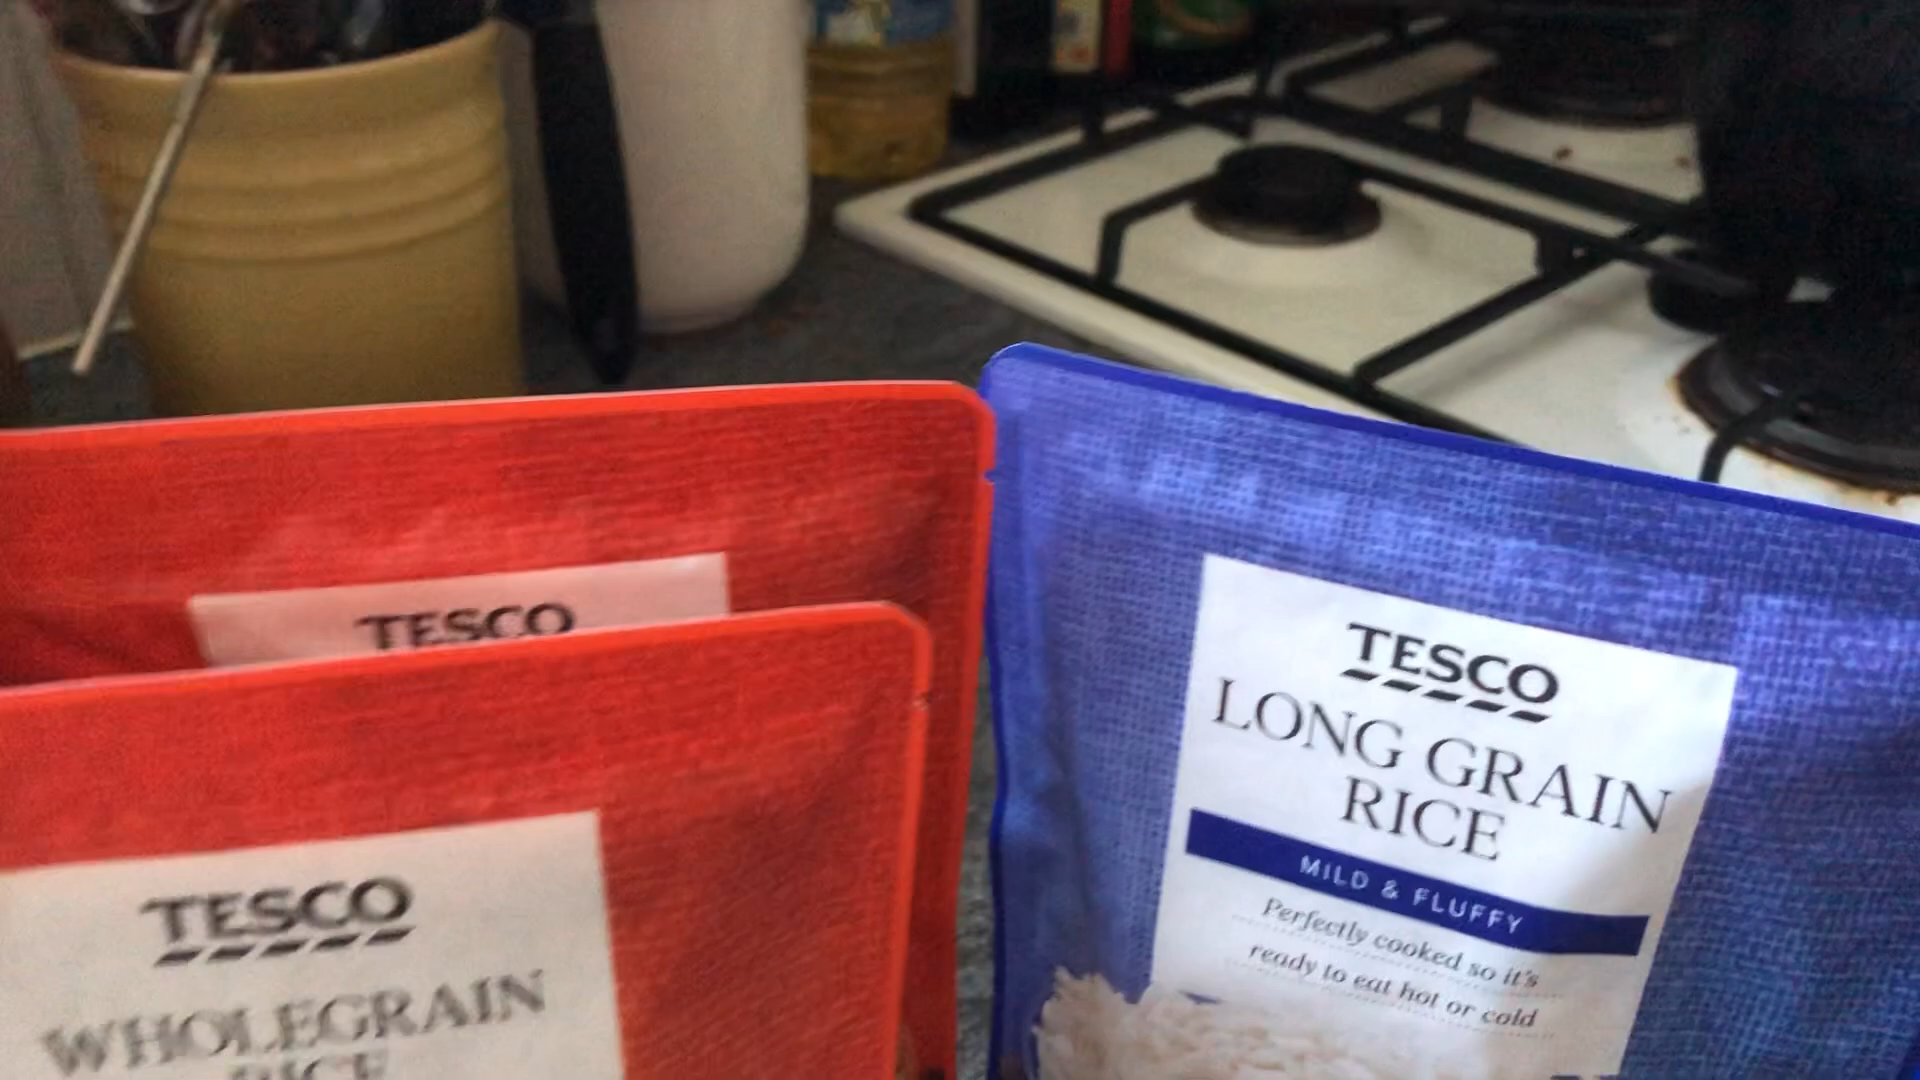 TESCO
TESCO
WHOLEGRAIN
RICE
TESCO
LONG GRAIN
RICE
MILD & FLUFFY
Perfectly cooked so it's
ready to eat hot or cold